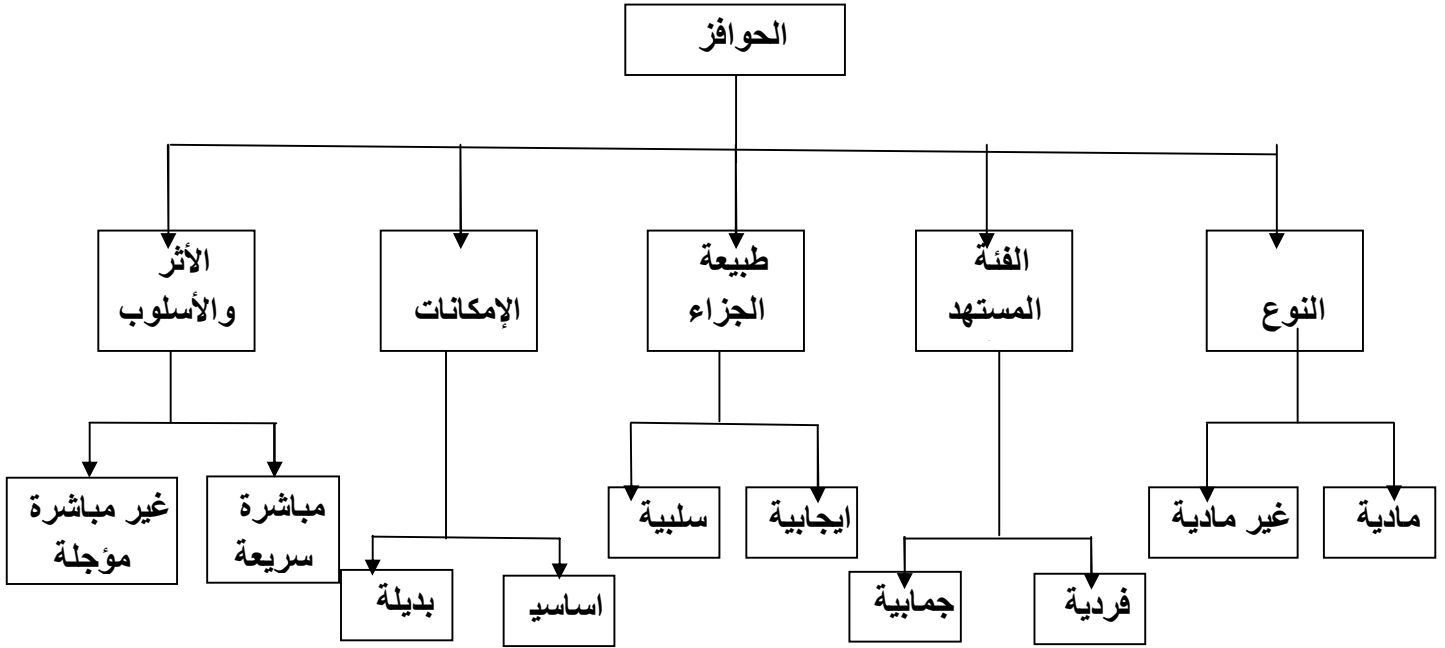 الحوافز
النوع
الفئة
المستهد
طبيعة
الجزاء
الإمكانات
الأثر
والأسلوب
مادية
غير مادية
فردية
جمابية
ايجابية
سلبية
اساسيـ
بديلة
مباشرة
سريعة
غير مباشرة
مؤجلة